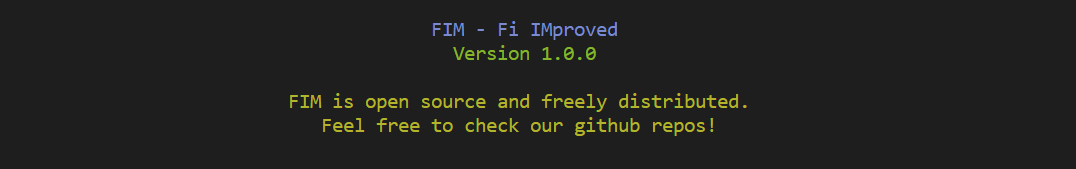 FIM - Fi IMproved
Version 1.0.0
FIM is open source and freely distributed.
Feel free to check our github repos!